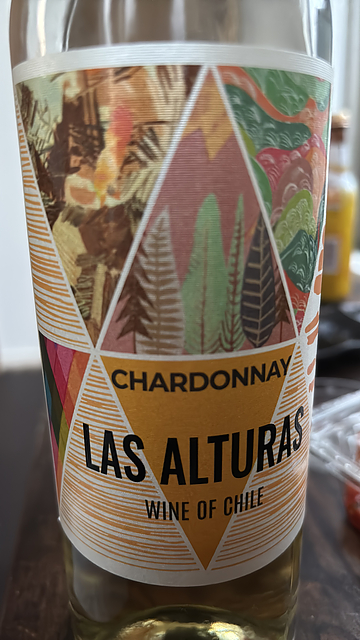 CHARDONNAY
LAS ALTURAS
WINE OF CHILE